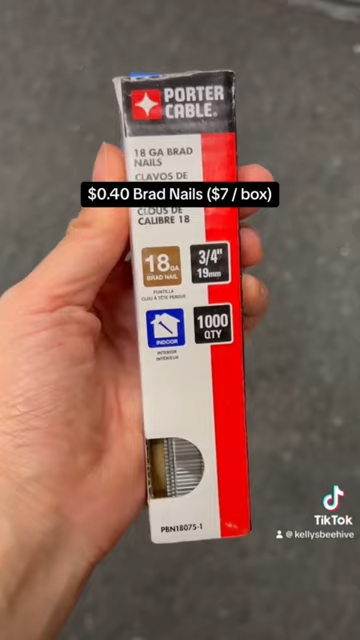 PORTER
CABLE®
18 GA BRAD
NAILS
CLAVOS DE
$0.40 Brad Nails ($7 / box)
CLOUS DE
CALIBRE 18
18GA
BRAD NAIL
3/4"
19mm
PUNTILLA
CLOU À TÊTE PERDUE
INDOOR
1000
QTY
INTERIOR
INTÉRIEUR
PBN18075-1
TikTok
@ kellysbeehive